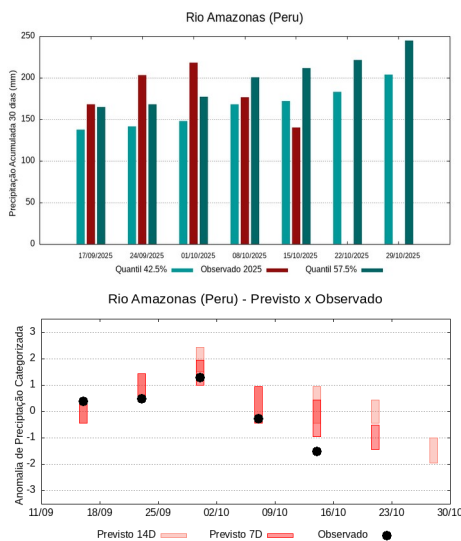 Rio Amazonas (Peru)
Precipitação Acumulada 30 dias (mm)
250
200
150
100
50
0
17/09/2025 24/09/2025 01/10/2025 08/10/2025 15/10/2025 22/10/2025 29/10/2025
Quantil 42.5% Observado 2025 Quantil 57.5%
Rio Amazonas (Peru) - Previsto x Observado
Anomalia de Preciptação Categorizada
3
2
1
0
-1
-2
-3
11/09 18/09 25/09 02/10 09/10 16/10 23/10 30/10
Previsto 14D Previsto 7D Observado